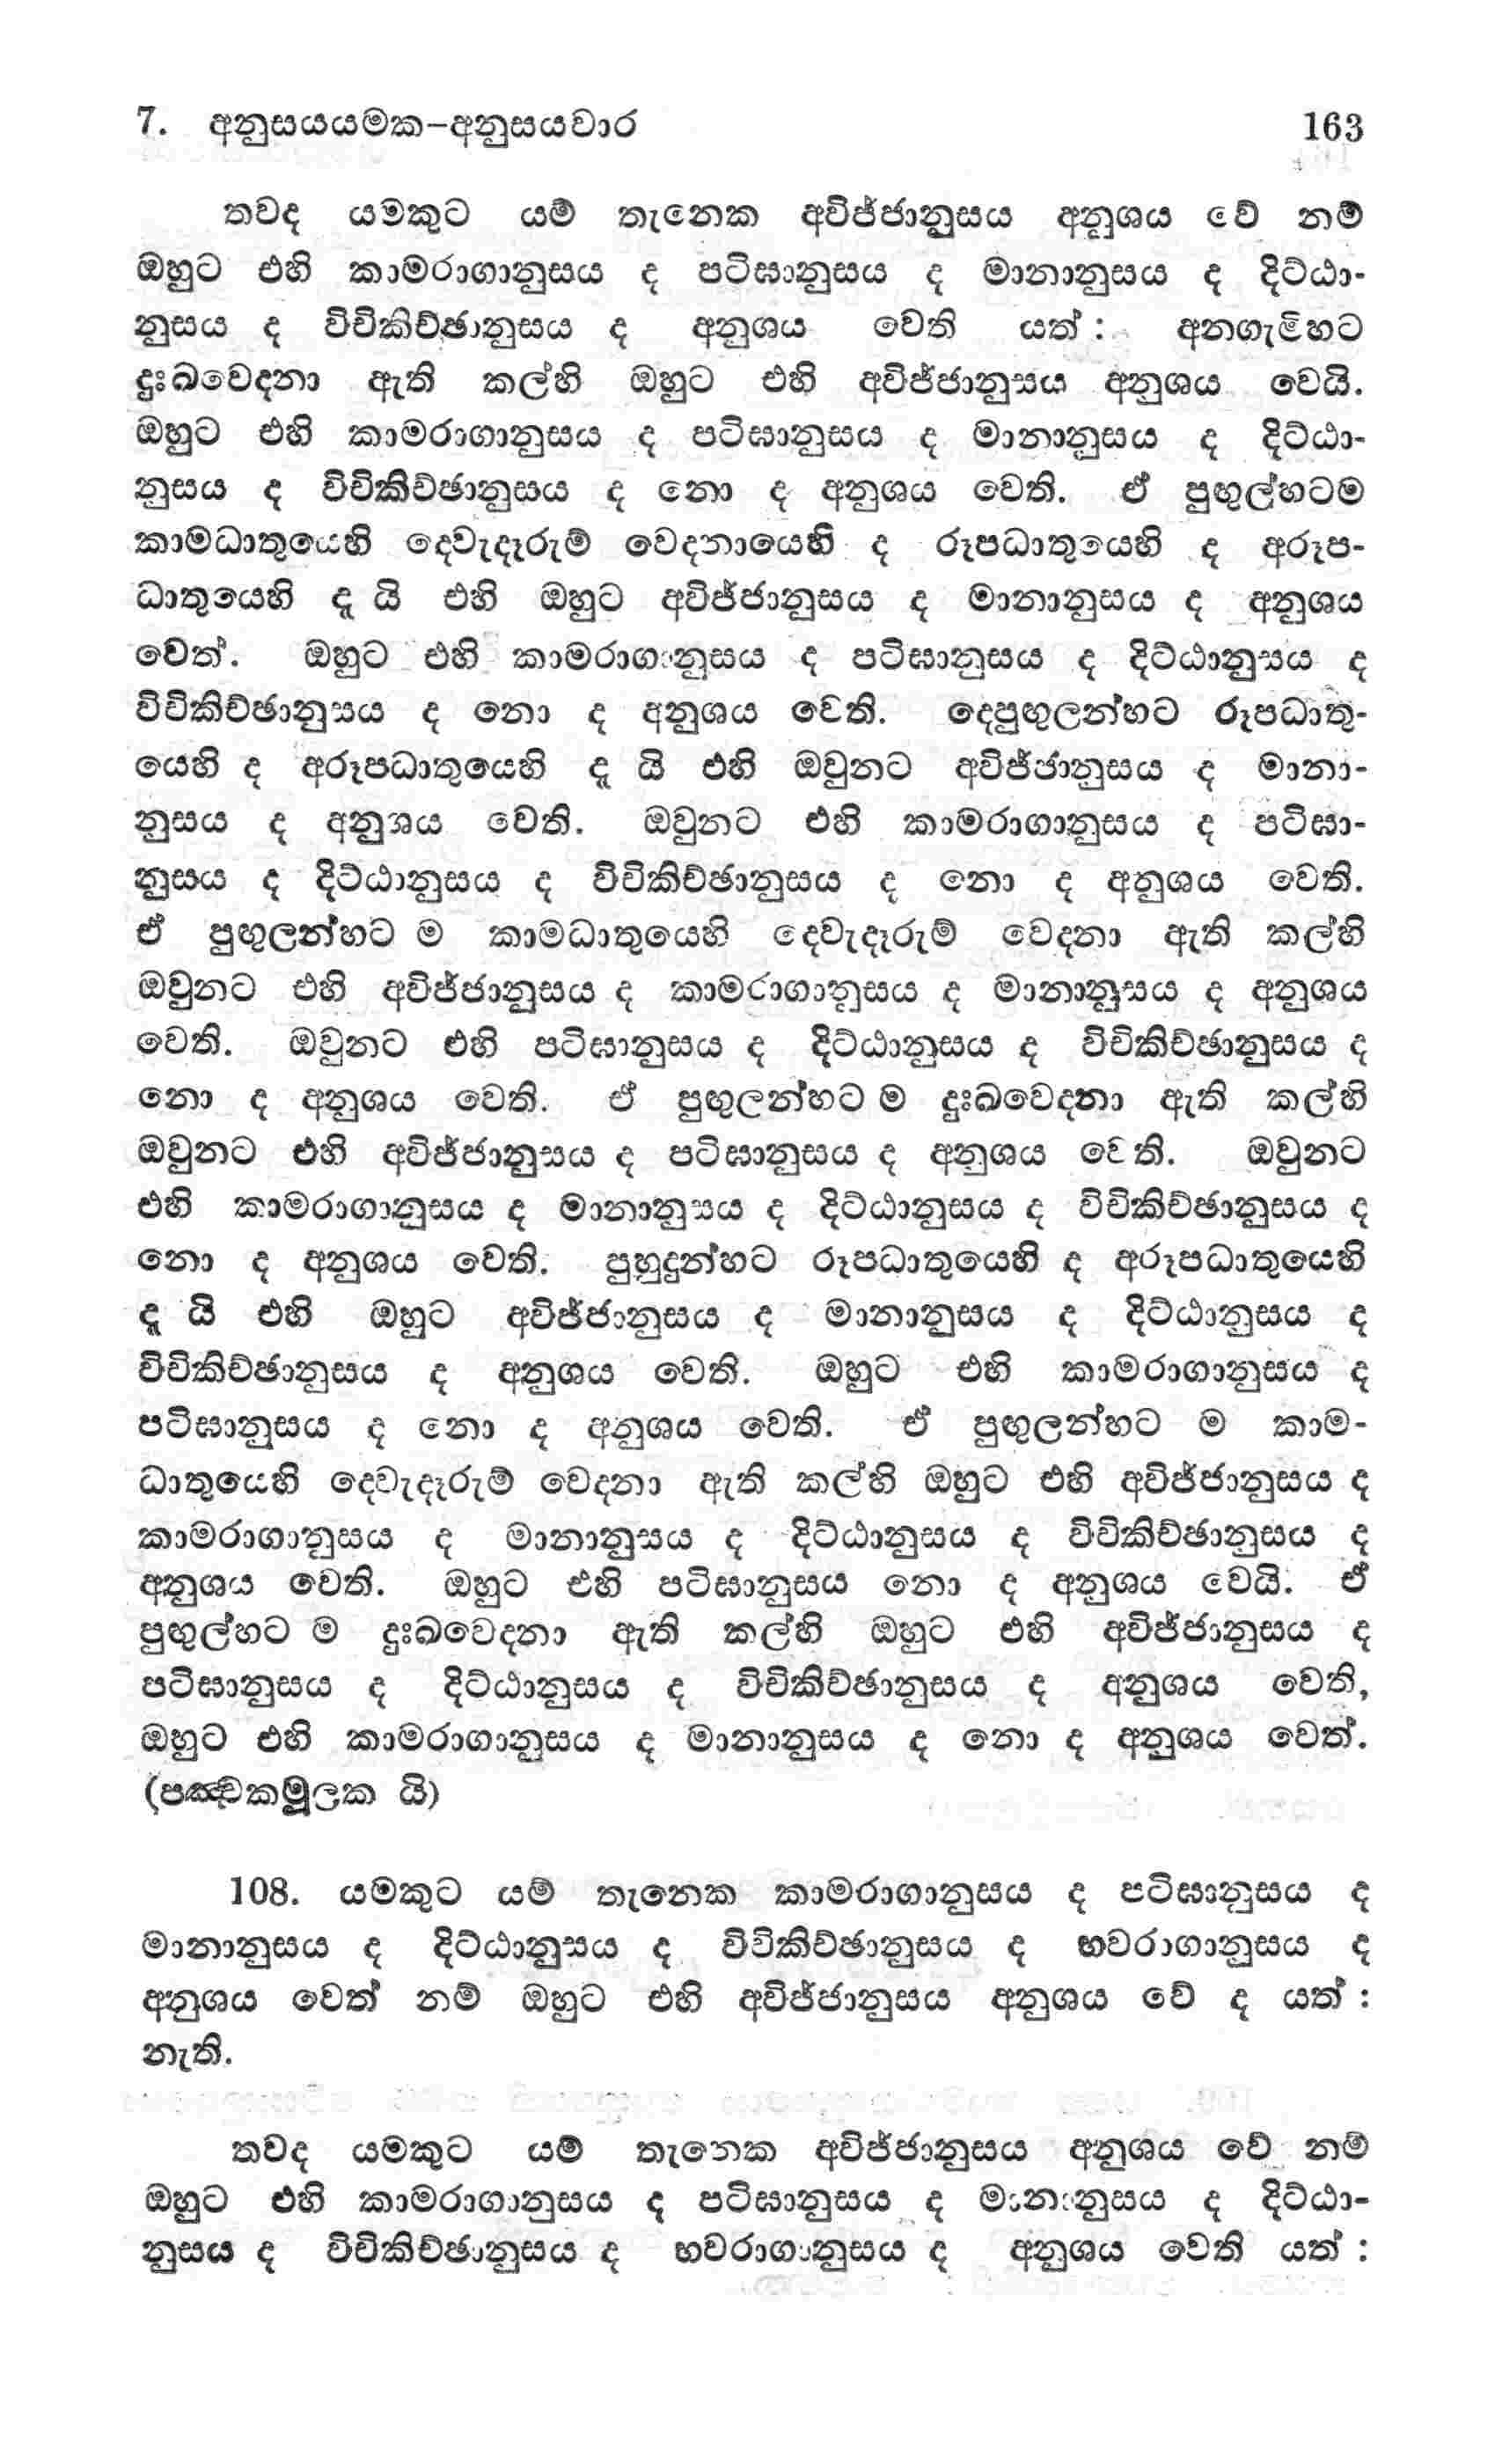 7. අනුසයයමක-අනුසයවාර 163
තවද යමකුට යම් තැනෙක අවිජ්ජානුසය අනුශය වේ නම්
ඔහුට එහි කාමරාගානුසය ද පටිඝානුසය ද මානානුසය ද දිට්ඨා-
නුසය ද විචිකිච්ඡානුසය ද අනුශය වෙති යත් : අනගැමිහට
දුඃඛවෙදනා ඇති කල්හි ඔහුට එහි අවිජ්ජානුසය අනුශය වෙයි.
ඔහුට එහි කාමරාගානුසය ද පටිඝානුසය ද මානානුසය ද දිට්ඨා-
නුසය ද විචිකිච්ඡානුසය ද නො ද අනුශය වෙති. ඒ පුඟුල්හටම
කාමධාතුයෙහි දෙවැදෑරුම් වෙදනායෙහි ද රූපධාතුයෙහි ද අරූප-
ධාතුයෙහි දැ යි එහි ඔහුට අවිජ්ජානුසය ද මානානුසය ද අනුශය
වෙත්. ඔහුට එහි කාමරාගානුසය ද පටිඝානුසය ද දිට්ඨානුසය ද
විචිකිච්ඡානුසය ද නො ද අනුශය වෙති. දෙපුඟුලන්හට රූපධාතු-
යෙහි ද අරූපධාතුයෙහි දැ යි එහි ඔවුනට අවිජ්ජානුසය ද මානා-
නුසය ද අනුශය වෙති. ඔවුනට එහි කාමරාගානුසය ද පටිඝා-
නුසය ද දිට්ඨානුසය ද විචිකිච්ඡානුසය ද නො ද අනුශය වෙති.
ඒ පුඟුලන්හට ම කාමධාතුයෙහි දෙවැදෑරුම් වෙදනා ඇති කල්හි
ඔවුනට එහි අවිජ්ජානුසය ද කාමරාගානුසය ද මානානුසය ද අනුශය
වෙති. ඔවුනට එහි පටිඝානුසය ද දිට්ඨානුසය ද විචිකිච්ඡානුසය ද
නො ද අනුශය වෙති. ඒ පුඟුලන්හට ම දුඃඛවෙදනා ඇති කල්හි
ඔවුනට එහි අවිජ්ජානුසය ද පටිඝානුසය ද අනුශය වෙති. ඔවුනට
එහි කාමරාගානුසය ද මානානුසය ද දිට්ඨානුසය ද විචිකිච්ඡානුසය ද
නො ද අනුශය වෙති. පුහුදුන්හට රූපධාතුයෙහි ද අරූපධාතුයෙහි
දැ යි එහි ඔහුට අවිජ්ජානුසය ද මානානුසය ද දිට්ඨානුසය ද
විචිකිච්ඡානුසය ද අනුශය වෙති. ඔහුට එහි කාමරාගානුසය ද
පටිඝානුසය ද නො ද අනුශය වෙති. ඒ පුඟුලන්හට ම කාම-
ධාතුයෙහි දෙවැදෑරුම් වෙදනා ඇති කල්හි ඔහුට එහි අවිජ්ජානුසය ද
කාමරාගානුසය ද මානානුසය ද දිට්ඨානුසය ද විචිකිච්ඡානුසය ද
අනුශය වෙති. ඔහුට එහි පටිඝානුසය නො ද අනුශය වෙයි. ඒ
පුඟුල්හට ම දුඃඛවෙදනා ඇති කල්හි ඔහුට එහි අවිජ්ජානුසය ද
පටිඝානුසය ද දිට්ඨානුසය ද විචිකිච්ඡානුසය ද අනුශය වෙති,
ඔහුට එහි කාමරාගානුසය ද මානානුසය ද නො ද අනුශය වෙත්.
(පඤ්චකමූලක යි)
108. යමකුට යම් තැනෙක කාමරාගානුසය ද පටිඝානුසය ද
මානානුසය ද දිට්ඨානුසය ද විචිකිච්ඡානුසය ද භවරාගානුසය ද
අනුශය වෙත් නම් ඔහුට එහි අවිජ්ජානුසය අනුශය වේ ද යත් :
නැති.
තවද යමකුට යම් තැනෙක අවිජ්ජානුසය අනුශය වේ නම්
ඔහුට එහි කාමරාගානුසය ද පටිඝානුසය ද මානානුසය ද දිට්ඨා-
නුසය ද විචිකිච්ඡානුසය ද භවරාගානුසය ද අනුශය වෙති යත් :